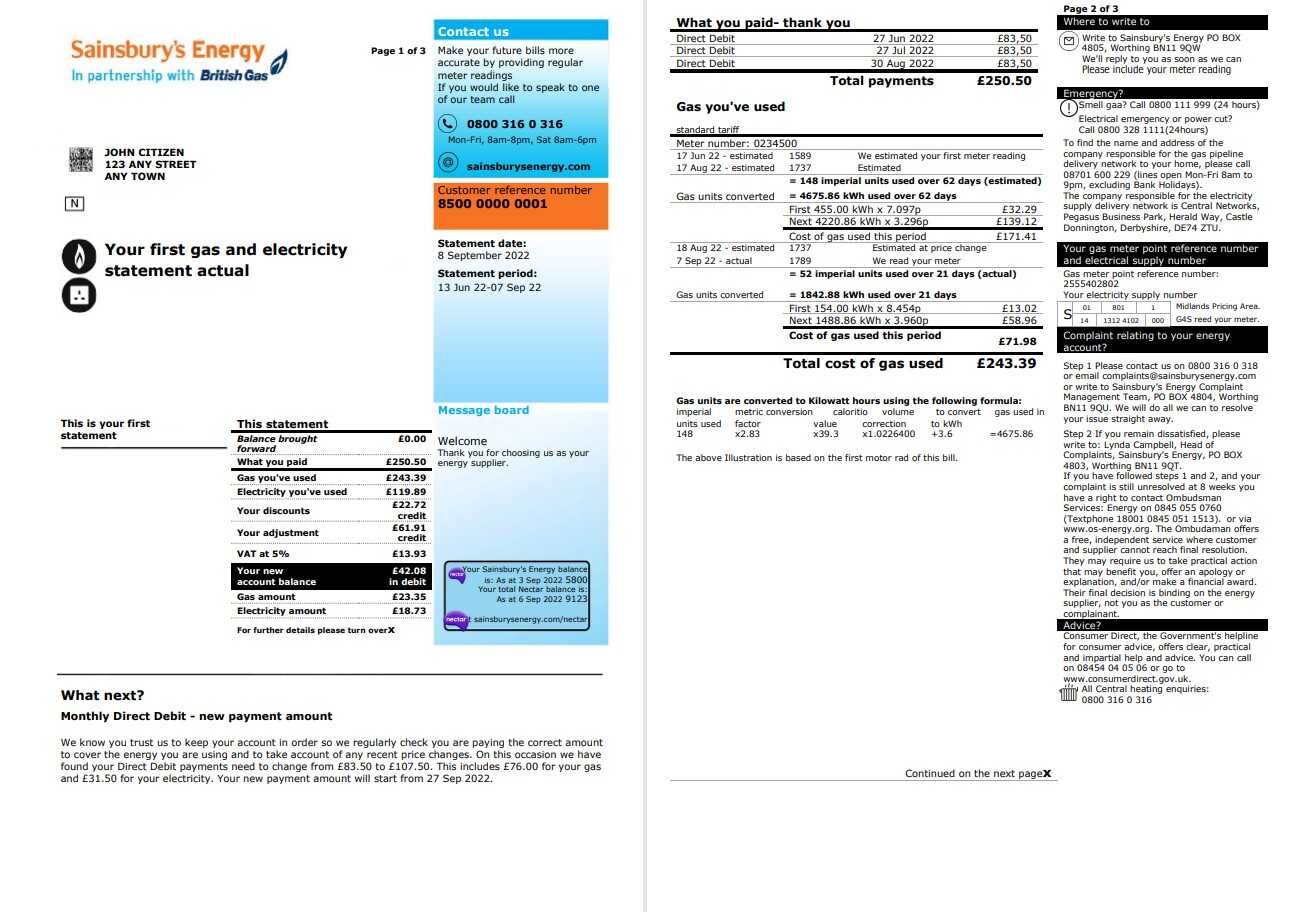 Sainsbury's Energy
In partnership with British Gas
Page 1 of 3
JOHN CITIZEN
123 ANY STREET
ANY TOWN
N
Your first gas and electricity
statement actual
Contact us
Make your future bills more
accurate by providing regular
meter readings
If you would like to speak to one
of our team call
0800 316 0 316
Mon-Fri, 8am-8pm, Sat 8am-6pm
sainsburysenergy.com
Customer reference number
8500 0000 0001
Statement date:
8 September 2022
Statement period:
13 Jun 22-07 Sep 22
This is your first
statement
This statement
Balance brought £0.00
forward
What you paid £250.50
Gas you've used £243.39
Electricity you've used £119.89
Your discounts £22.72
credit
Your adjustment £61.91
credit
VAT at 5% £13.93
Your new £42.08
account balance in debit
Gas amount £23.35
Electricity amount £18.73
For further details please turn overX
Message board
Welcome
Thank you for choosing us as your
energy supplier.
Your Sainsbury's Energy balance
is: As at 3 Sep 2022 5800
Your total Nectar balance is:
As at 6 Sep 2022 9123
sainsburysenergy.com/nectar
nectar
nectar
What next?
Monthly Direct Debit - new payment amount
We know you trust us to keep your account in order so we regularly check you are paying the correct amount
to cover the energy you are using and to take account of any recent price changes. On this occasion we have
found your Direct Debit payments need to change from £83.50 to £107.50. This includes £76.00 for your gas
and £31.50 for your electricity. Your new payment amount will start from 27 Sep 2022.
What you paid- thank you
Direct Debit 27 Jun 2022 £83,50
Direct Debit 27 Jul 2022 £83,50
Direct Debit 30 Aug 2022 £83,50
Total payments £250.50
Gas you've used
standard tariff
Meter number: 0234500
17 Jun 22 - estimated 1589 We estimated your first meter reading
17 Aug 22 - estimated 1737 Estimated
= 148 imperial units used over 62 days (estimated)
Gas units converted = 4675.86 kWh used over 62 days
First 455.00 kWh x 7.097p £32.29
Next 4220.86 kWh x 3.296p £139.12
Cost of gas used this period £171.41
18 Aug 22 - estimated 1737 Estimated at price change
7 Sep 22 - actual 1789 We read your meter
= 52 imperial units used over 21 days (actual)
Gas units converted = 1842.88 kWh used over 21 days
First 154.00 kWh x 8.454p £13.02
Next 1488.86 kWh x 3.960p £58.96
Cost of gas used this period £71.98
Total cost of gas used £243.39
Gas units are converted to Kilowatt hours using the following formula:
imperial metric conversion caloritio volume to convert gas used in
units used factor value correction to kWh
148 x2.83 x39.3 x1.0226400 +3.6 =4675.86
The above Illustration is based on the first motor rad of this bill.
Continued on the next pageX
Page 2 of 3
Where to write to
Write to Sainsbury's Energy PO BOX
4805, Worthing BN11 9QW
We'll reply to you as soon as we can
Please include your meter reading
Emergency?
Smell gaa? Call 0800 111 999 (24 hours)
Electrical emergency or power cut?
Call 0800 328 1111(24hours)
To find the name and address of the
company responsible for the gas pipeline
delivery network to your home, please call
08701 600 229 (lines open Mon-Fri 8am to
9pm, excluding Bank Holidays).
The company responsible for the electricity
supply delivery network is Central Networks,
Pegasus Business Park, Herald Way, Castle
Donnington, Derbyshire, DE74 ZTU.
Your gas meter point reference number
and electrical supply number
Gas meter point reference number:
2555402802
Your electricity supply number
S 01 801 1 Midlands Pricing Area.
14 1312 4102 000 G4S reed your meter.
Complaint relating to your energy
account?
Step 1 Please contact us on 0800 316 0 318
or email complaints@sainsburysenergy.com
or write to Sainsbury's Energy Complaint
Management Team, PO BOX 4804, Worthing
BN11 9QU. We will do all we can to resolve
your issue straight away.
Step 2 If you remain dissatisfied, please
write to: Lynda Campbell, Head of
Complaints, Sainsbury's Energy, PO BOX
4803, Worthing BN11 9QT.
If you have followed steps 1 and 2, and your
complaint is still unresolved at 8 weeks you
have a right to contact Ombudsman
Services: Energy on 0845 055 0760
(Textphone 18001 0845 051 1513). or via
www.os-energy.org. The Ombudaman offers
a free, independent service where customer
and supplier cannot reach final resolution.
They may require us to take practical action
that may benefit you, offer an apology or
explanation, and/or make a financial award.
Their final decision is binding on the energy
supplier, not you as the customer or
complainant.
Advice?
Consumer Direct, the Government's helpline
for consumer advice, offers clear, practical
and impartial help and advice. You can call
on 08454 04 05 06 or go to
www.consumerdirect.gov.uk.
All Central heating enquiries:
0800 316 0 316